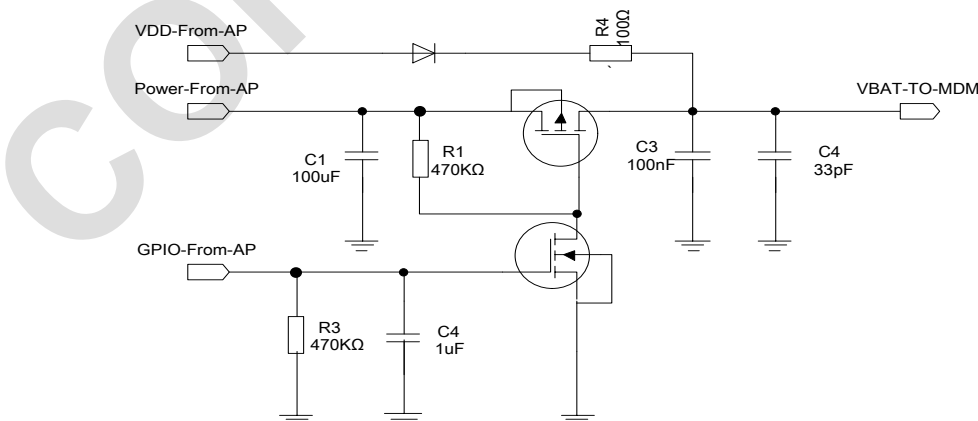 VDD-From-AP
R4
100Ω
Power-From-AP
VBAT-TO-MDM
C1
100uF
R1
470KΩ
C3
100nF
C4
33pF
GPIO-From-AP
R3
470KΩ
C4
1uF